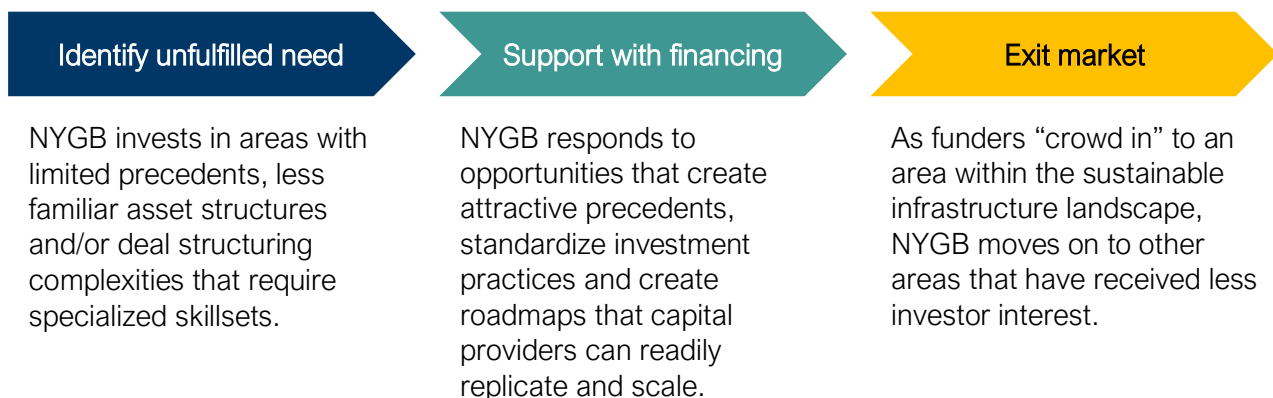 Identify unfulfilled need
NYGB invests in areas with
limited precedents, less
familiar asset structures
and/or deal structuring
complexities that require
specialized skillsets.
Support with financing
NYGB responds to
opportunities that create
attractive precedents,
standardize investment
practices and create
roadmaps that capital
providers can readily
replicate and scale.
Exit market
As funders “crowd in” to an
area within the sustainable
infrastructure landscape,
NYGB moves on to other
areas that have received less
investor interest.